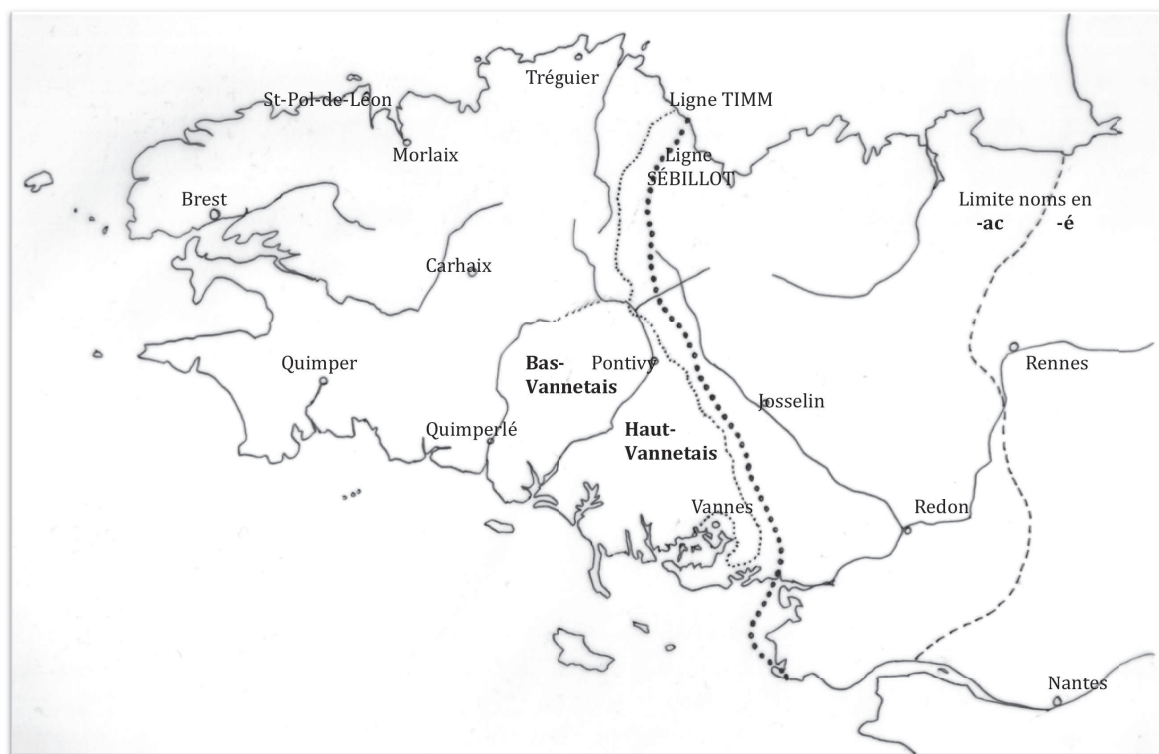 Tréguier
St-Pol-de-Léon
Ligne TIMM
Morlaix
Ligne
SÉBILLOT
Brest
Limite noms en
-ac -é
Carhaix
Quimper
Bas-
Vannetais
Pontivy
Rennes
Josselin
Quimperlé
Haut-
Vannetais
Vannes
Redon
Nantes